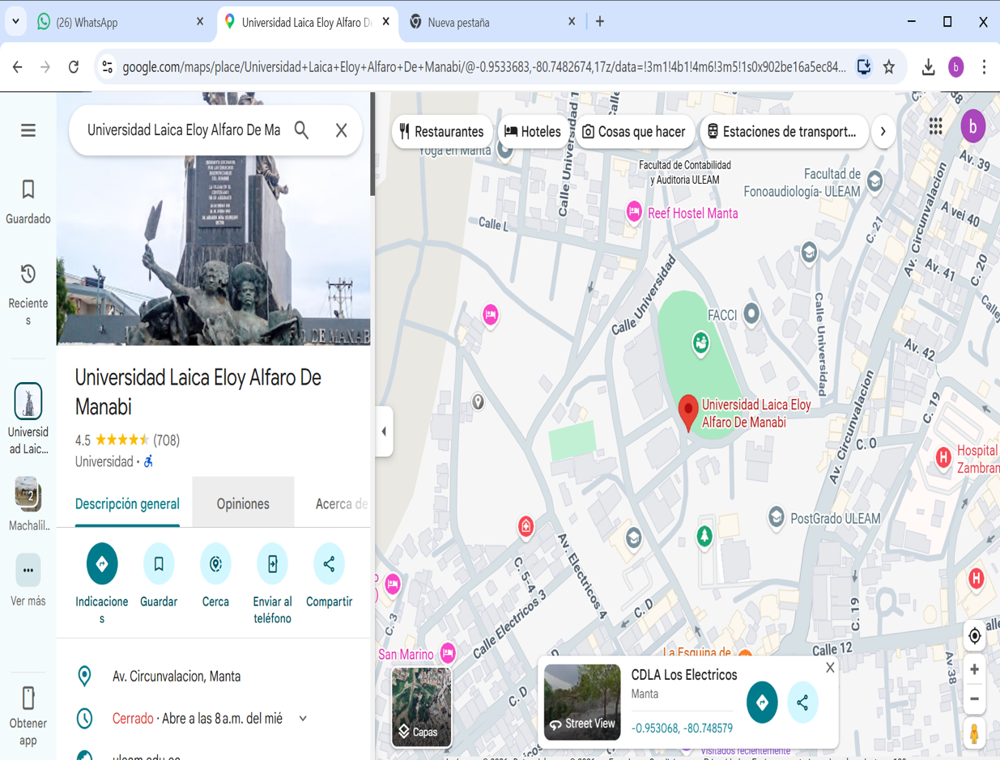 (26) WhatsApp
Universidad Laica Eloy Alfaro De
Nueva pestaña
google.com/maps/place/Universidad+Laica+Eloy+Alfaro+De+Manabi/@-0.9533683,-80.7482674,17z/data=!3m1!4b1!4m6!3m5!1s0x902be16a5ec84...
b
Universidad Laica Eloy Alfaro De Ma
Guardado
Reciente
s
Universid
ad Laic...
2
Machalil..
Ver más
Obtener
app
DE MANAB
Universidad Laica Eloy Alfaro De
Manabi
4.5 (708)
Universidad ·
Descripción general
Opiniones
Acerca de
Indicacione
s
Guardar
Cerca
Enviar al
teléfono
Compartir
Av. Circunvalacion, Manta
Cerrado · Abre a las 8 a.m. del mié
uleam.edu.ec
Restaurantes
Hoteles
Cosas que hacer
Estaciones de transport...
b
Yoga en Manta
Calle Universidad 1
Calle
Facultad de Contabilidad
y Auditoria ULEAM
Facultad de
Fonoaudiología- ULEAM
Reef Hostel Manta
Calle L
C. 21
Av. Circunvalacion
Av. 39
A vei 40
Av. 41
C. 20
Calle
Calle Universidad
Calle Universidad
FACCI
Av. 42
Universidad Laica Eloy
Alfaro De Manabi
Av. Circunvalacion
C. 19
C. O
Hospital
Zambran
PostGrado ULEAM
Av. Electricos 4
C. 5-4
Calle Electricos 3
C. 3
C. D
C. D
D
C. 19
Calle 12
Av 38
alle
San Marino
La Esquina de
Capas
Street View
CDLA Los Electricos
Manta
-0.953068, -80.748579
Visitados recientemente